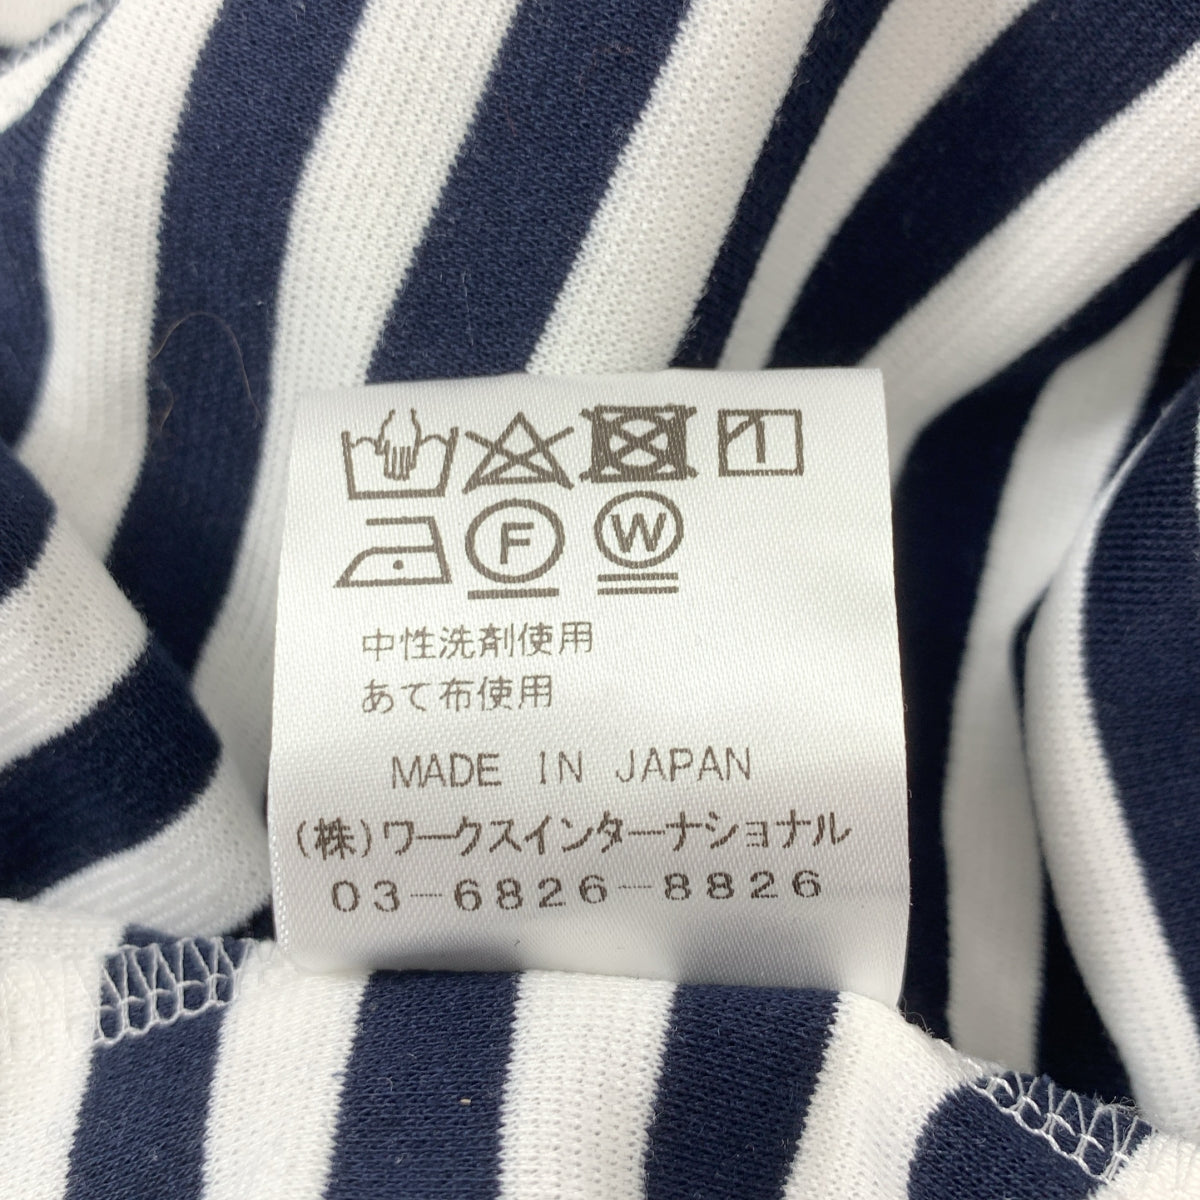 F W
中性洗剤使用
あて布使用
MADE IN JAPAN
(株)ワークスインターナショナル
03-6826-8826